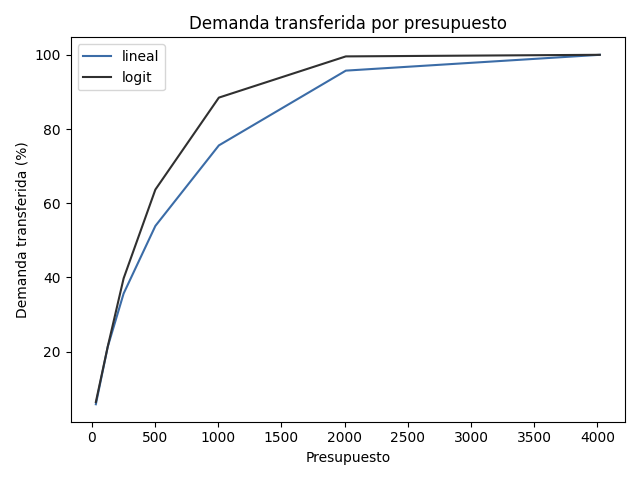 Demanda transferida por presupuesto
lineal
logit
Demanda transferida (%)
100
80
60
40
20
0 500 1000 1500 2000 2500 3000 3500 4000
Presupuesto